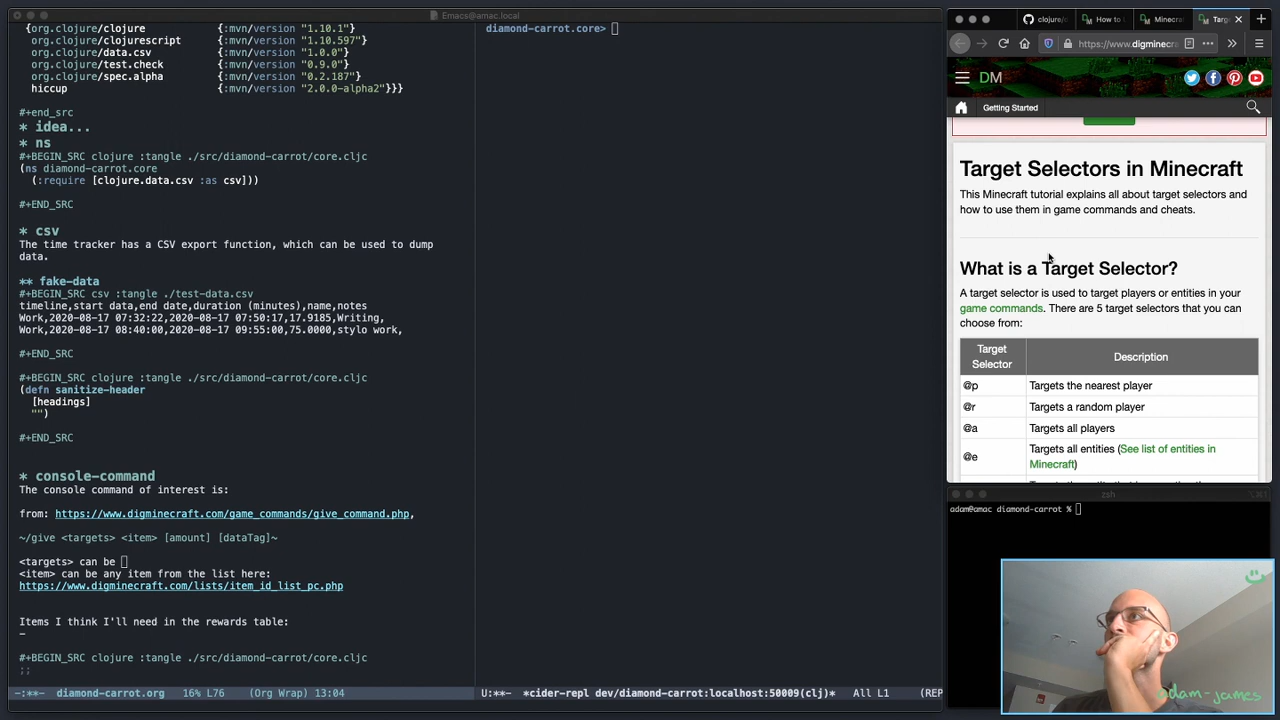 Emacs@amac.local
{org.clojure/clojure {:mvn/version "1.10.1"}
org.clojure/clojurescript {:mvn/version "1.10.597"}
org.clojure/data.csv {:mvn/version "1.0.0"}
org.clojure/test.check {:mvn/version "0.9.0"}
org.clojure/spec.alpha {:mvn/version "0.2.187"}
hiccup {:mvn/version "2.0.0-alpha2"}}}
#+end_src
* idea...
* ns
#+BEGIN_SRC clojure :tangle ./src/diamond-carrot/core.cljc
(ns diamond-carrot.core
(:require [clojure.data.csv :as csv]))
#+END_SRC
* csv
The time tracker has a CSV export function, which can be used to dump
data.
** fake-data
#+BEGIN_SRC csv :tangle ./test-data.csv
timeline,start data,end date,duration (minutes),name,notes
Work,2020-08-17 07:32:22,2020-08-17 07:50:17,17.9185,Writing,
Work,2020-08-17 08:40:00,2020-08-17 09:55:00,75.0000,stylo work,
#+END_SRC
#+BEGIN_SRC clojure :tangle ./src/diamond-carrot/core.cljc
(defn sanitize-header
[headings]
"")
#+END_SRC
* console-command
The console command of interest is:
from: https://www.digminecraft.com/game_commands/give_command.php,
~/give <targets> <item> [amount] [dataTag]~
<targets> can be
<item> can be any item from the list here:
https://www.digminecraft.com/lists/item_id_list_pc.php
Items I think I'll need in the rewards table:
-
#+BEGIN_SRC clojure :tangle ./src/diamond-carrot/core.cljc
;;
-:**- diamond-carrot.org 16% L76 (Org Wrap) 13:04
diamond-carrot.core>
U:**- *cider-repl dev/diamond-carrot:localhost:50009(clj)* All L1 (REP
clojure/c How to Minecra Targ
https://www.digminecr
DM
Getting Started
Target Selectors in Minecraft
This Minecraft tutorial explains all about target selectors and
how to use them in game commands and cheats.
What is a Target Selector?
A target selector is used to target players or entities in your
game commands. There are 5 target selectors that you can
choose from:
Target Selector Description
@p Targets the nearest player
@r Targets a random player
@a Targets all players
@e Targets all entities (See list of entities in
Minecraft)
zsh
adam@amac diamond-carrot %
adam-james